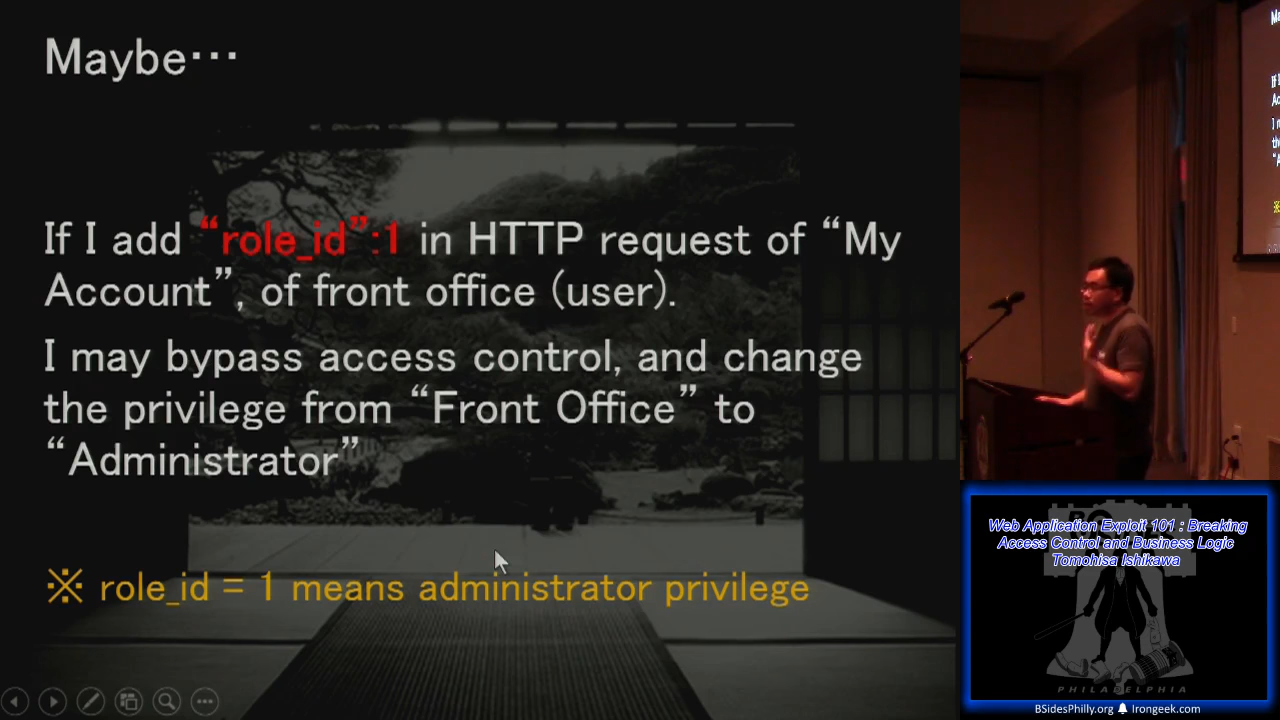 Maybe…
If I add “role_id”:1 in HTTP request of “My
Account”, of front office (user).
I may bypass access control, and change
the privilege from “Front Office” to
“Administrator”
※ role_id = 1 means administrator privilege
Web Application Exploit 101 : Breaking
Access Control and Business Logic
Tomohisa Ishikawa
PHILADELPHIA
BSidesPhilly.org Irongeek.com